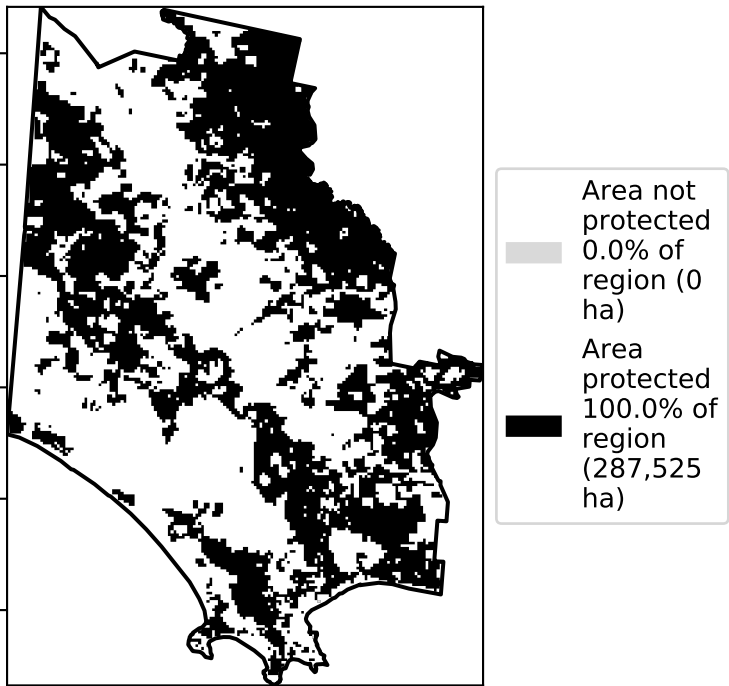 Area not
protected
0.0% of
region (0
ha)
Area
protected
100.0% of
region
(287,525
ha)